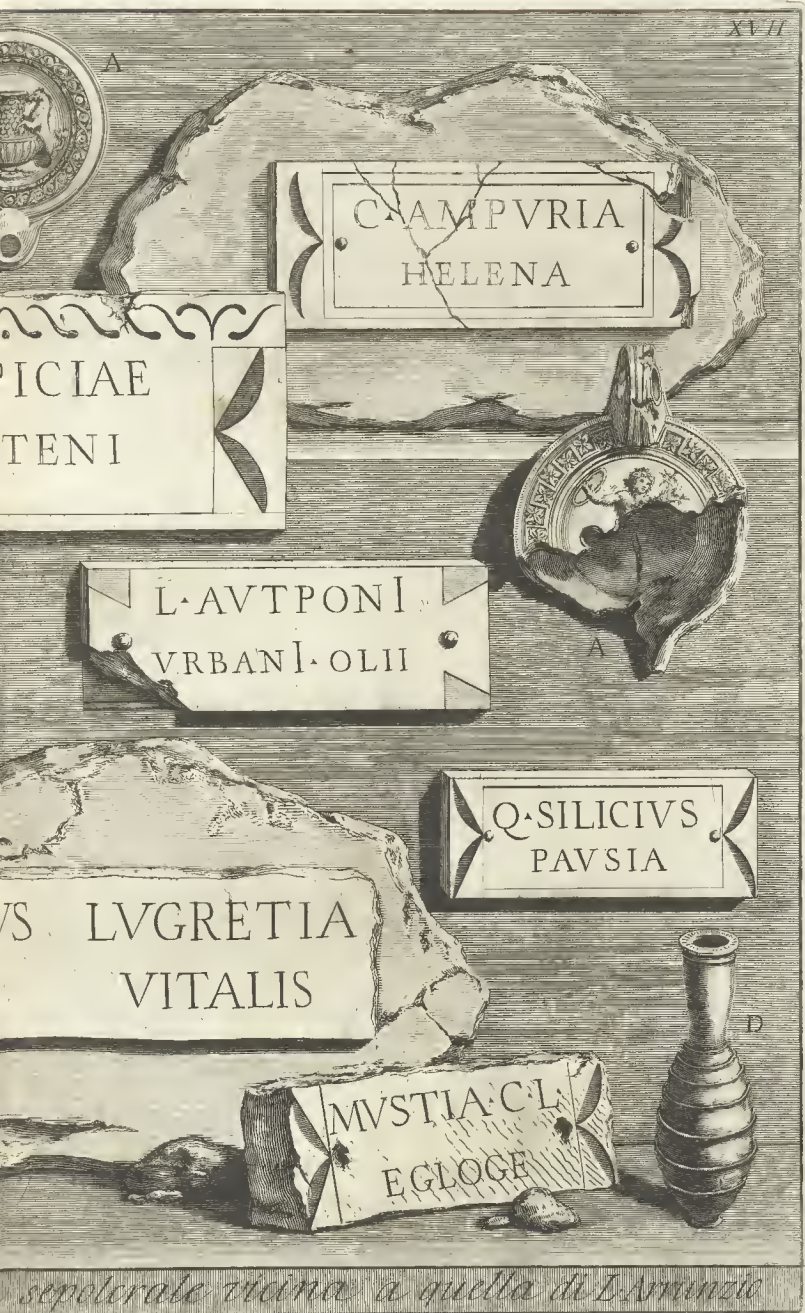 XVII
A
C·AMPVRIA
HELENA
PICIAE
TENI
L·AVTPONI
VRBANI·OLII
A
Q·SILICIVS
PAVSIA
VS LVGRETIA
VITALIS
D
MVSTIA·C·L
EGLOGE
sepolcrale vicina a quella di L·Arrunzio